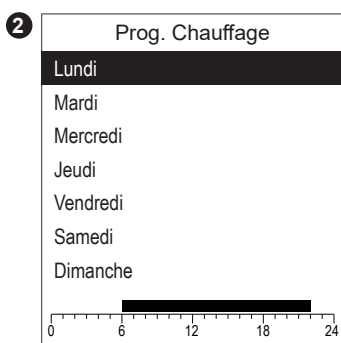 2
Prog. Chauffage
Lundi
Mardi
Mercredi
Jeudi
Vendredi
Samedi
Dimanche
0 6 12 18 24